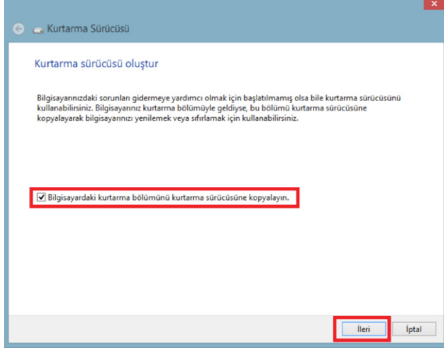 Kurtarma Sürücüsü
Kurtarma sürücüsü oluştur
Bilgisayarınızdaki sorunları gidermeye yardımcı olmak için başlatılmamış olsa bile kurtarma sürücüsünü
kullanabilirsiniz. Bilgisayarınız kurtarma bölümüyle geldiyse, bu bölümü kurtarma sürücüsüne
kopyalayarak bilgisayarınızı yenilemek veya sıfırlamak için kullanabilirsiniz.
Bilgisayardaki kurtarma bölümünü kurtarma sürücüsüne kopyalayın.
İleri İptal